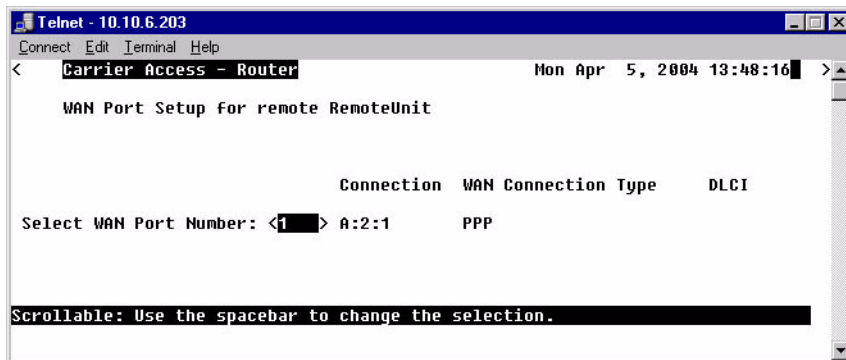 Telnet - 10.10.6.203
Connect Edit Terminal Help
< Carrier Access - Router Mon Apr 5, 2004 13:48:16 >
WAN Port Setup for remote RemoteUnit
Connection WAN Connection Type DLCI
Select WAN Port Number: <1 > A:2:1 PPP
Scrollable: Use the spacebar to change the selection.